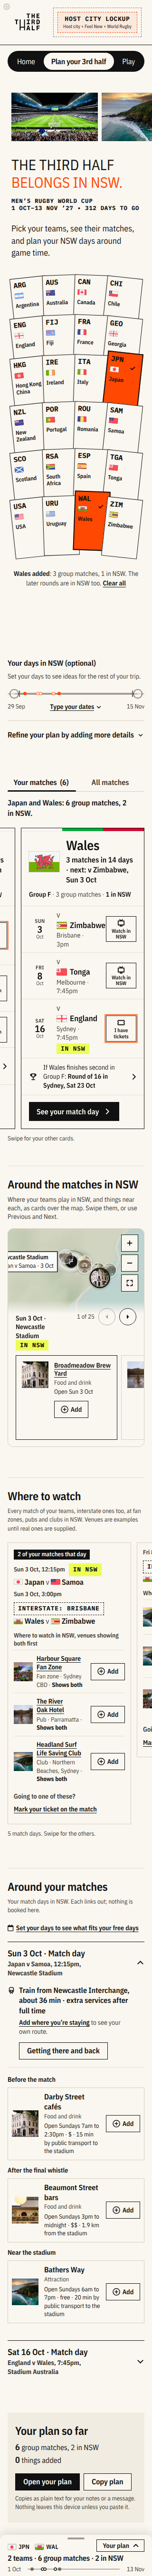 THE
THIRD
HALF
HOST CITY LOCKUP
Host city • Feel New • World Rugby
Home
Plan your 3rd half
Play
THE THIRD HALF
BELONGS IN NSW.
MEN'S RUGBY WORLD CUP
1 OCT–13 NOV '27 • 312 DAYS TO GO
Pick your teams, see their matches,
and plan your NSW days around
game time.
ARG
Argentina
AUS
Australia
CAN
Canada
CHI
Chile
ENG
England
FIJ
Fiji
FRA
France
GEO
Georgia
HKG
Hong Kong
China
IRE
Ireland
ITA
Italy
JPN
Japan
NZL
New
Zealand
POR
Portugal
ROU
Romania
SAM
Samoa
SCO
Scotland
RSA
South
Africa
ESP
Spain
TGA
Tonga
USA
USA
URU
Uruguay
WAL
Wales
ZIM
Zimbabwe
Wales added: 3 group matches, 1 in NSW. The
later rounds are in NSW too. Clear all
Your days in NSW (optional)
Set your days to see ideas for the rest of your trip.
29 Sep
Type your dates
15 Nov
Refine your plan by adding more details
Your matches (6)
All matches
Japan and Wales: 6 group matches, 2
in NSW.
Wales
3 matches in 14 days
· next: v Zimbabwe,
Sun 3 Oct
Group F · 3 group matches · 1 in NSW
SUN
3
Oct
v
Zimbabwe
Brisbane ·
3pm
Watch in
NSW
FRI
8
Oct
v
Tonga
Melbourne ·
7:45pm
Watch in
NSW
SAT
16
Oct
v
England
Sydney ·
7:45pm
IN NSW
I have
tickets
If Wales finishes second in
Group F: Round of 16 in
Sydney, Sat 23 Oct
See your match day
Swipe for your other cards.
Around the matches in NSW
Where your teams play in NSW, and things near
each, as cards over the map. Swipe them, or use
Previous and Next.
vcastle Stadium
an v Samoa · 3 Oct
Sun 3 Oct ·
Newcastle
Stadium
IN NSW
1 of 25
Broadmeadow Brew
Yard
Food and drink
Open Sun 3 Oct
Add
Where to watch
Every match of your teams, interstate ones too, at fan
zones, pubs and clubs in NSW. Venues are examples
until real ones are supplied.
2 of your matches that day
Sun 3 Oct, 12:15pm
IN NSW
Japan v Samoa
Sun 3 Oct, 3:00pm
INTERSTATE: BRISBANE
Wales v Zimbabwe
Where to watch in NSW, venues showing
both first
Harbour Square
Fan Zone
Fan zone · Sydney
CBD · Shows both
Add
The River
Oak Hotel
Pub · Parramatta ·
Shows both
Add
Headland Surf
Life Saving Club
Club · Northern
Beaches, Sydney ·
Shows both
Add
Going to one of these?
Mark your ticket on the match
5 match days. Swipe for the others.
Around your matches
Your match days in NSW. Each links out; nothing is
booked here.
Set your days to see what fits your free days
Sun 3 Oct · Match day
Japan v Samoa, 12:15pm,
Newcastle Stadium
Train from Newcastle Interchange,
about 36 min · extra services after
full time
Add where you're staying to see your
own route.
Getting there and back
Before the match
Darby Street
cafés
Food and drink
Open Sundays 7am to
2:30pm · $ · 15 min
by public transport to
the stadium
Add
After the final whistle
Beaumont Street
bars
Food and drink
Open Sundays 3pm to
midnight · $$ · 1.9 km
from the stadium
Add
Near the stadium
Bathers Way
Attraction
Open Sundays 6am to
7pm · free · 20 min by
public transport to the
stadium
Add
Sat 16 Oct · Match day
England v Wales, 7:45pm,
Stadium Australia
Your plan so far
6 group matches, 2 in NSW
0 things added
Open your plan
Copy plan
Copies as plain text for your notes or a message.
Nothing leaves this device unless you paste it.
JPN
WAL
Your plan
2 teams · 6 group matches · 2 in NSW
1 Oct
13 Nov